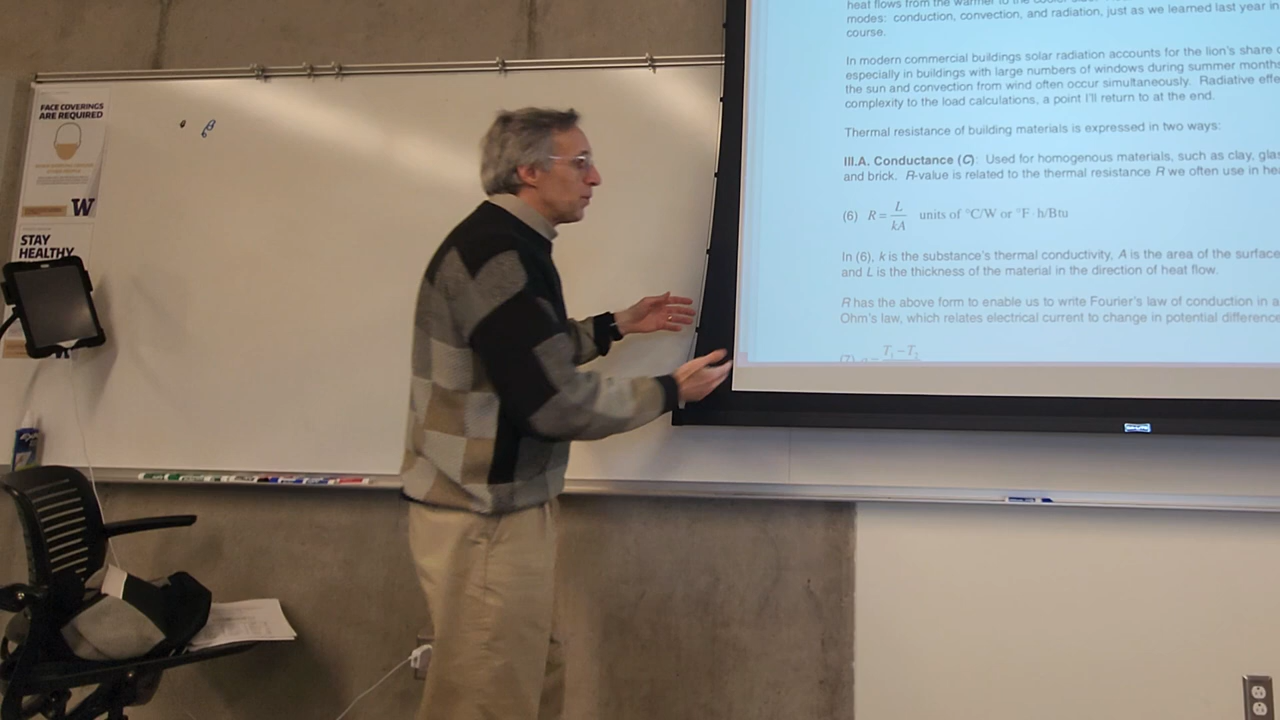 FACE COVERINGS
ARE REQUIRED
W
STAY
HEALTHY
heat flows from the warmer to the cooler
modes: conduction, convection, and radiation, just as we learned last year in
course.
In modern commercial buildings solar radiation accounts for the lion's share
especially in buildings with large numbers of windows during summer months
the sun and convection from wind often occur simultaneously. Radiative effe
complexity to the load calculations, a point I'll return to at the end.
Thermal resistance of building materials is expressed in two ways:
III.A. Conductance (C): Used for homogenous materials, such as clay, glas
and brick. R-value is related to the thermal resistance R we often use in hea
(6) R = L/kA units of °C/W or °F·h/Btu
In (6), k is the substance's thermal conductivity, A is the area of the surface
and L is the thickness of the material in the direction of heat flow.
R has the above form to enable us to write Fourier's law of conduction in a
Ohm's law, which relates electrical current to change in potential difference
(7) q = T₁ − T₂